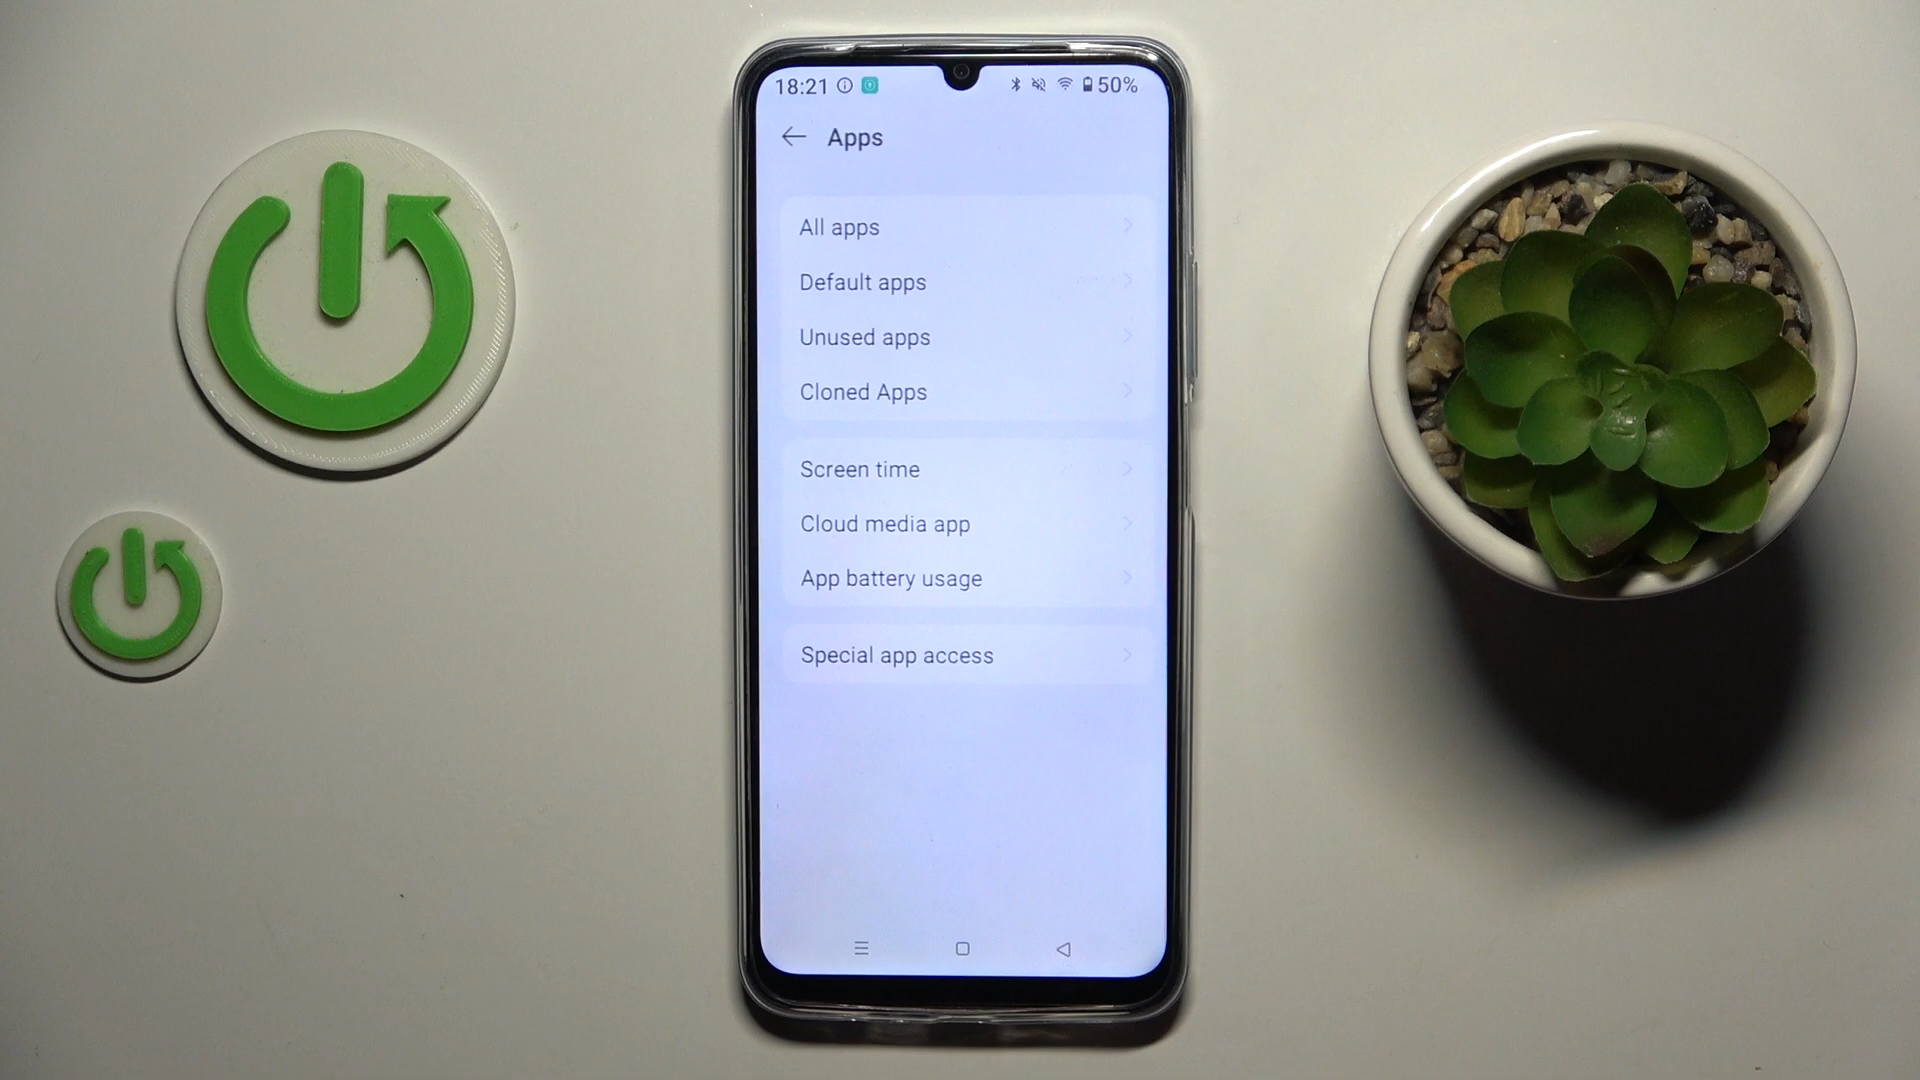 18:21 50%
Apps
All apps
Default apps
Unused apps
Cloned Apps
Screen time
Cloud media app
App battery usage
Special app access